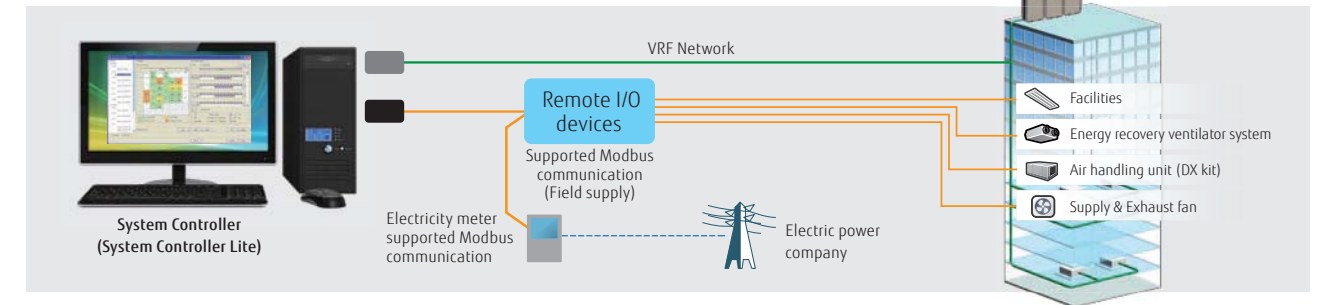 VRF Network
Remote I/O
devices
Supported Modbus
communication
(Field supply)
System Controller
(System Controller Lite)
Electricity meter
supported Modbus
communication
Electric power
company
Facilities
Energy recovery ventilator system
Air handling unit (DX kit)
Supply & Exhaust fan